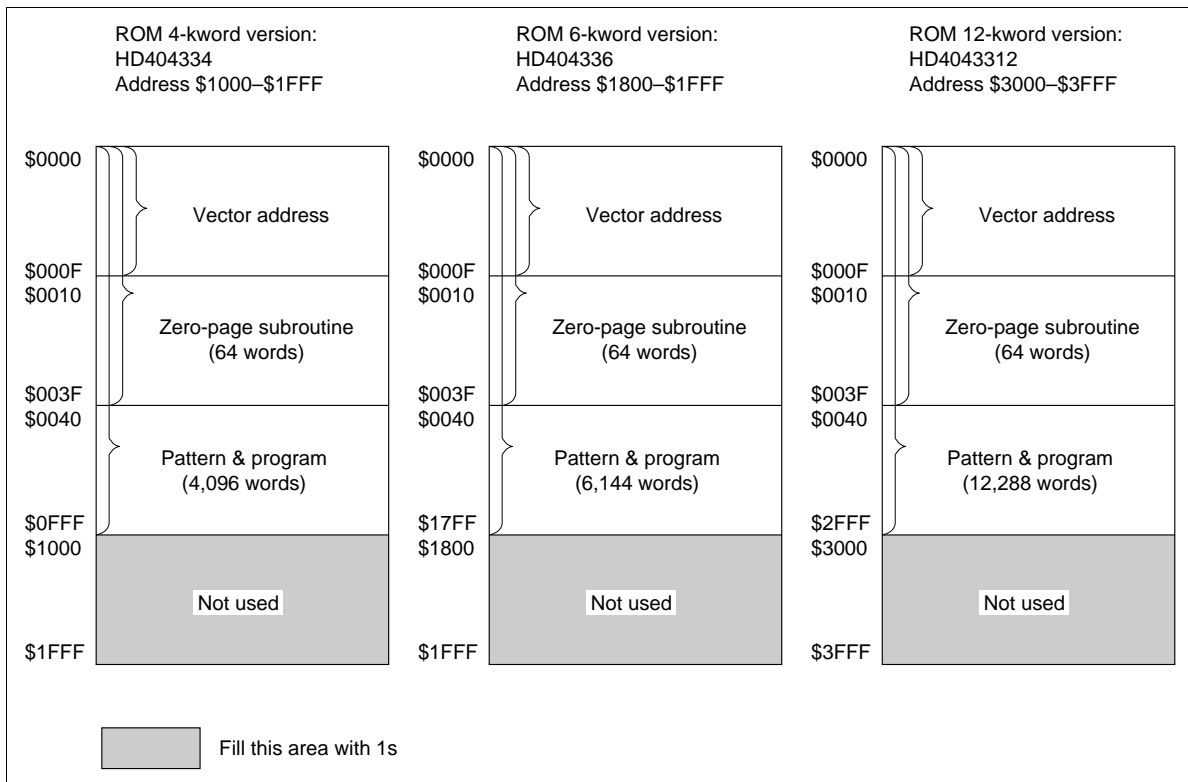 ROM 4-kword version:
HD404334
Address $1000–$1FFF
ROM 6-kword version:
HD404336
Address $1800–$1FFF
ROM 12-kword version:
HD4043312
Address $3000–$3FFF
$0000
Vector address
$000F
$0010
Zero-page subroutine
(64 words)
$003F
$0040
Pattern & program
(4,096 words)
$0FFF
$1000
Not used
$1FFF
$0000
Vector address
$000F
$0010
Zero-page subroutine
(64 words)
$003F
$0040
Pattern & program
(6,144 words)
$17FF
$1800
Not used
$1FFF
$0000
Vector address
$000F
$0010
Zero-page subroutine
(64 words)
$003F
$0040
Pattern & program
(12,288 words)
$2FFF
$3000
Not used
$3FFF
Fill this area with 1s